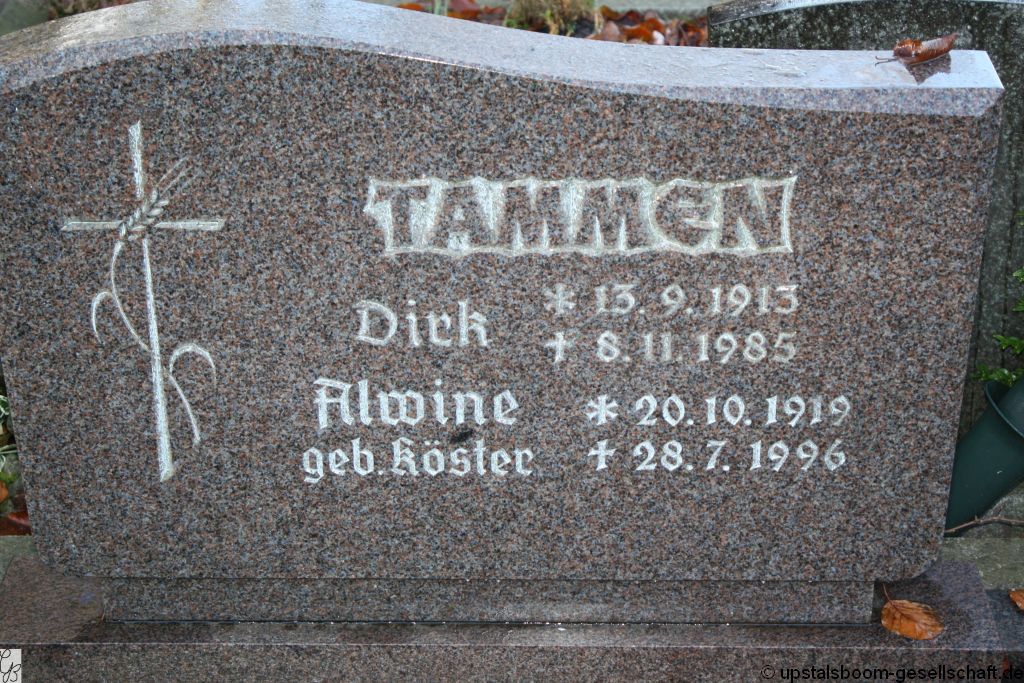 TAMMEN
Dirk * 13. 9. 1913
† 8. 11. 1985
Alwine * 20. 10. 1919
geb. Köster † 28. 7. 1996
© upstalsboom-gesellschaft.de